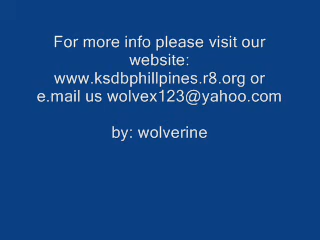 For more info please visit our
website:
www.ksdbphillpines.r8.org or
e.mail us wolvex123@yahoo.com
by: wolverine